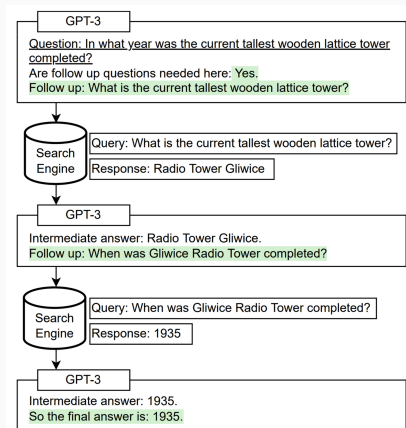 GPT-3
Question: In what year was the current tallest wooden lattice tower
completed?
Are follow up questions needed here: Yes.
Follow up: What is the current tallest wooden lattice tower?
Search
Engine
Query: What is the current tallest wooden lattice tower?
Response: Radio Tower Gliwice
GPT-3
Intermediate answer: Radio Tower Gliwice.
Follow up: When was Gliwice Radio Tower completed?
Search
Engine
Query: When was Gliwice Radio Tower completed?
Response: 1935
GPT-3
Intermediate answer: 1935.
So the final answer is: 1935.